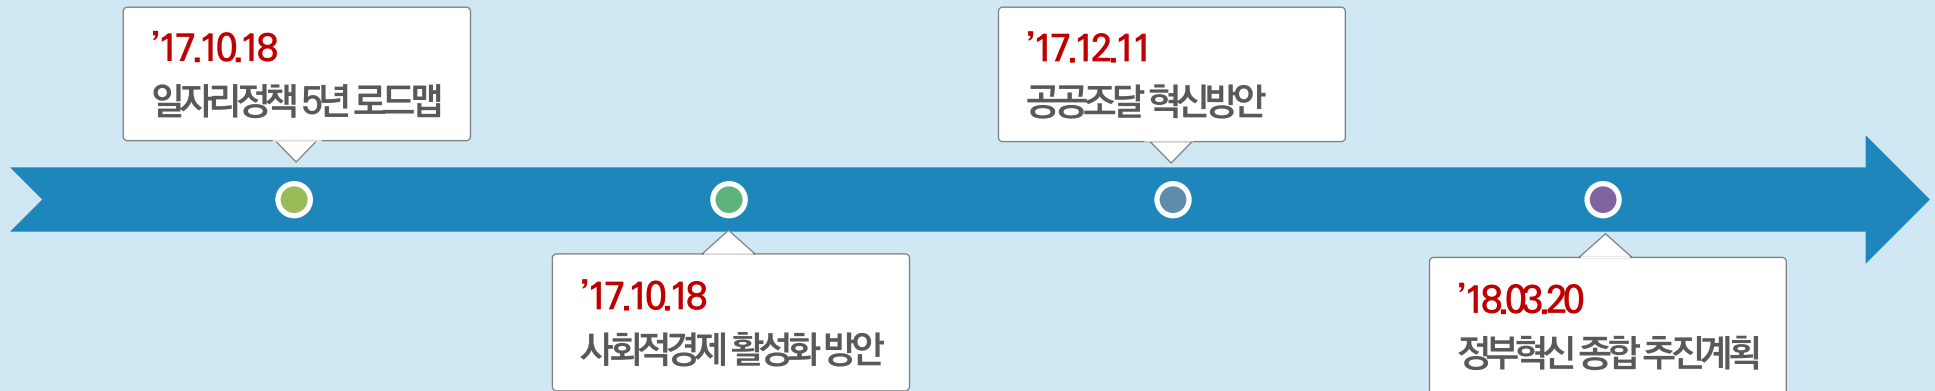 ’17.10.18
일자리정책 5년 로드맵
’17.10.18
사회적경제 활성화 방안
’17.12.11
공공조달 혁신방안
’18.03.20
정부혁신 종합 추진계획